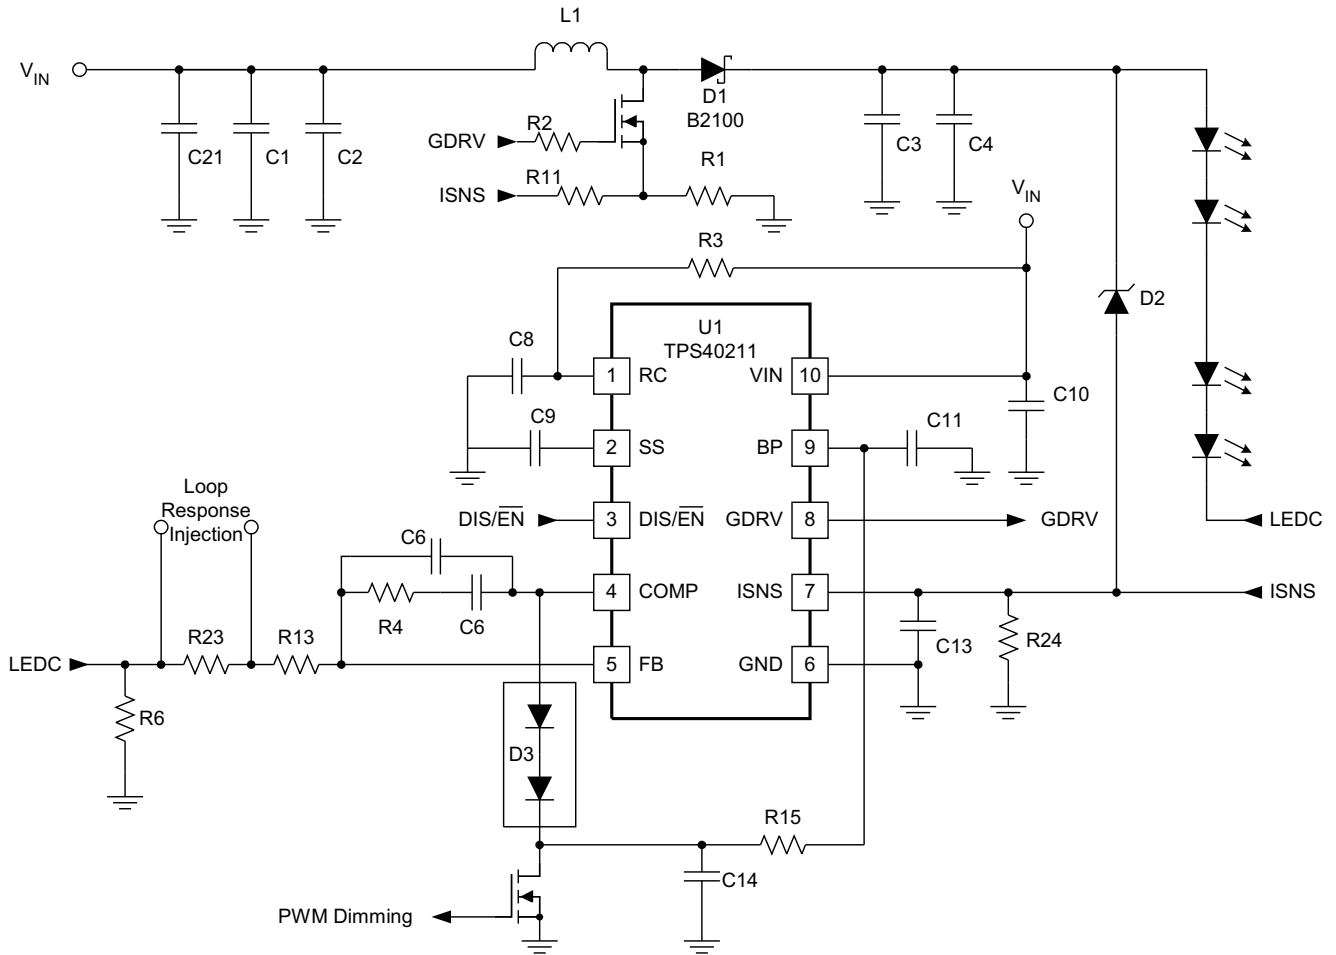 L1
VIN
D1
B2100
C21
C1
C2
GDRV
R2
C3
C4
ISNS
R11
R1
VIN
R3
D2
U1
TPS40211
C8
1
RC
VIN
10
C10
C9
2
SS
BP
9
C11
Loop
Response
Injection
DIS/EN
3
DIS/EN
GDRV
8
GDRV
LEDC
C6
R4
C6
4
COMP
ISNS
7
ISNS
LEDC
R23
R13
5
FB
GND
6
C13
R24
R6
D3
R15
C14
PWM Dimming